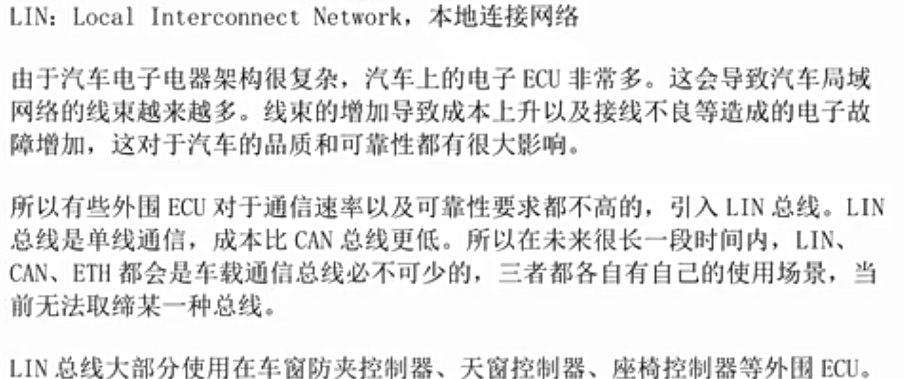 LIN: Local Interconnect Network，本地连接网络
由于汽车电子电器架构很复杂，汽车上的电子 ECU 非常多。这会导致汽车局域
网络的线束越来越多。线束的增加导致成本上升以及接线不良等造成的电子故
障增加，这对于汽车的品质和可靠性都有很大影响。
所以有些外围 ECU 对于通信速率以及可靠性要求都不高的，引入 LIN 总线。LIN
总线是单线通信，成本比 CAN 总线更低。所以在未来很长一段时间内，LIN、
CAN、ETH 都会是车载通信总线必不可少的，三者都各自有自己的使用场景，当
前无法取缔某一种总线。
LIN 总线大部分使用在车窗防夹控制器、天窗控制器、座椅控制器等外围 ECU。